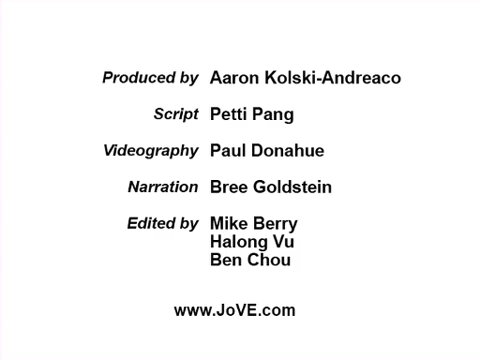 Produced by Aaron Kolski-Andreaco
Script Petti Pang
Videography Paul Donahue
Narration Bree Goldstein
Edited by Mike Berry
Halong Vu
Ben Chou
www.JoVE.com